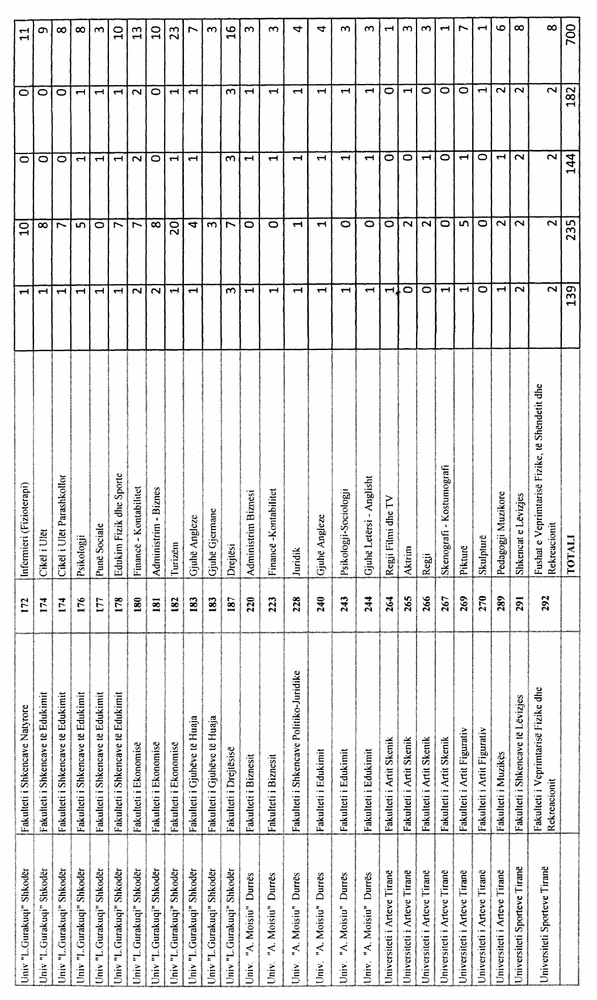 Univ "L.Gurakuqi" Shkodër Fakulteti i Shkencave Natyrore 172 Infermieri (Fizioterapi) 1 10 0 0 11
Univ "L.Gurakuqi" Shkodër Fakulteti i Shkencave të Edukimit 174 Cikël i Ulët 1 8 0 0 9
Univ "L.Gurakuqi" Shkodër Fakulteti i Shkencave të Edukimit 174 Cikël i Ulët Parashkollor 1 7 0 0 8
Univ "L.Gurakuqi" Shkodër Fakulteti i Shkencave të Edukimit 176 Psikologji 1 5 1 1 8
Univ "L.Gurakuqi" Shkodër Fakulteti i Shkencave të Edukimit 177 Punë Sociale 1 0 1 1 3
Univ "L.Gurakuqi" Shkodër Fakulteti i Shkencave të Edukimit 178 Edukim Fizik dhe Sporte 1 7 1 1 10
Univ "L.Gurakuqi" Shkodër Fakulteti i Ekonomisë 180 Financë - Kontabilitet 2 7 2 2 13
Univ "L.Gurakuqi" Shkodër Fakulteti i Ekonomisë 181 Administrim - Biznes 2 8 0 0 10
Univ "L.Gurakuqi" Shkodër Fakulteti i Ekonomisë 182 Turizëm 1 20 1 1 23
Univ "L.Gurakuqi" Shkodër Fakulteti i Gjuhëve të Huaja 183 Gjuhë Angleze 1 4 1 1 7
Univ "L.Gurakuqi" Shkodër Fakulteti i Gjuhëve të Huaja 183 Gjuhë Gjermane 3 3
Univ "L.Gurakuqi" Shkodër Fakulteti i Drejtësisë 187 Drejtësi 3 7 3 3 16
Univ. "A. Moisiu" Durrës Fakulteti i Biznesit 220 Administrim Biznesi 1 0 1 1 3
Univ. "A. Moisiu" Durrës Fakulteti i Biznesit 223 Financë -Kontabilitet 1 0 1 1 3
Univ. "A. Moisiu" Durrës Fakulteti i Shkencave Politiko-Juridike 228 Juridik 1 1 1 1 4
Univ. "A. Moisiu" Durrës Fakulteti i Edukimit 240 Gjuhë Angleze 1 1 1 1 4
Univ. "A. Moisiu" Durrës Fakulteti i Edukimit 243 Psikologji-Sociologji 1 0 1 1 3
Univ. "A. Moisiu" Durrës Fakulteti i Edukimit 244 Gjuhë Letërsi - Anglisht 1 0 1 1 3
Universiteti i Arteve Tiranë Fakulteti i Artit Skenik 264 Regji Filmi dhe TV 1 0 0 0 1
Universiteti i Arteve Tiranë Fakulteti i Artit Skenik 265 Aktrim 0 2 0 1 3
Universiteti i Arteve Tiranë Fakulteti i Artit Skenik 266 Regji 0 2 1 0 3
Universiteti i Arteve Tiranë Fakulteti i Artit Skenik 267 Skenografi - Kostumografi 1 0 0 0 1
Universiteti i Arteve Tiranë Fakulteit i Artit Figurativ 269 Pikturë 1 5 1 0 7
Universiteti i Arteve Tiranë Fakulteit i Artit Figurativ 270 Skulpturë 0 0 0 1 1
Universiteti i Arteve Tiranë Fakulteti i Muzikës 289 Pedagogji Muzikore 1 2 1 2 6
Universiteti Sporteve Tiranë Fakulteti i Shkencave të Lëvizjes 291 Shkencat e Lëvizjes 2 2 2 2 8
Universiteti Sporteve Tiranë Fakulteti i Veprimtarisë Fizike dhe 292 Fushat e Veprimtarisë Fizike, të Shëndetit dhe 2 2 2 2 8
Rekreacionit Rekreacionit
TOTALI 139 235 144 182 700